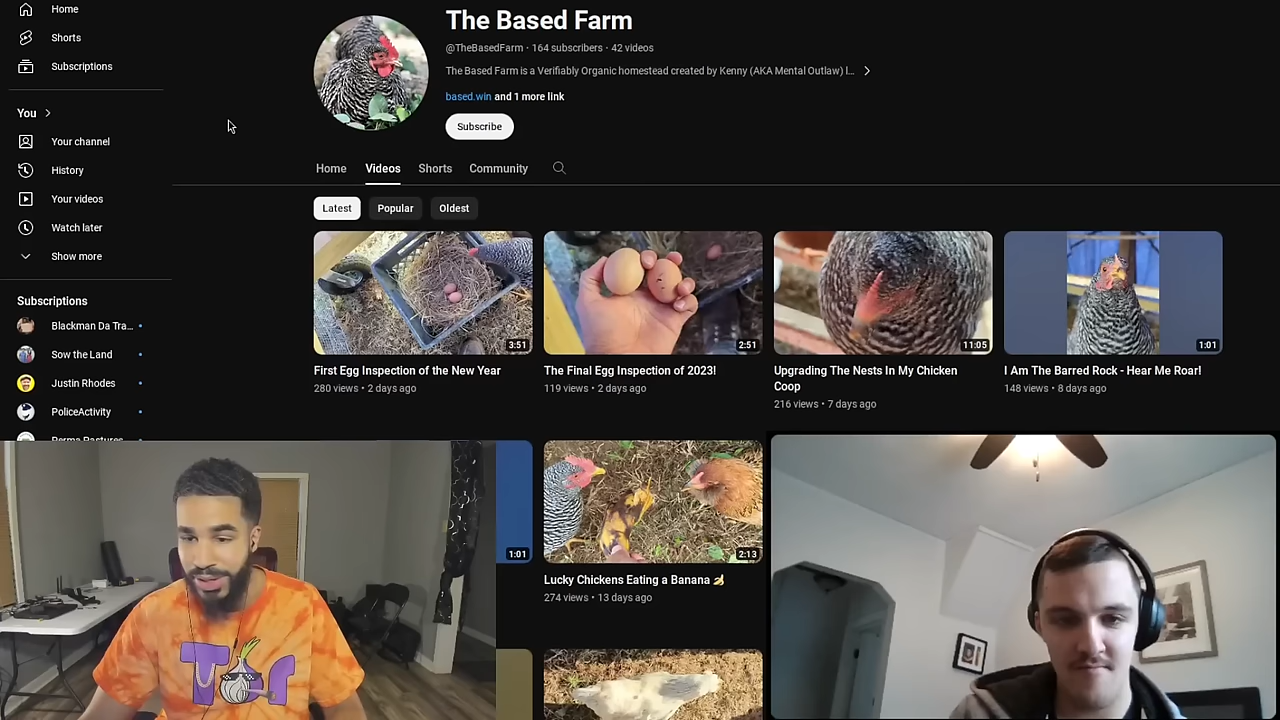 Home
Shorts
Subscriptions
You
Your channel
History
Your videos
Watch later
Show more
Subscriptions
Blackman Da Tra...
Sow the Land
Justin Rhodes
PoliceActivity
Perma Pastures
The Based Farm
@TheBasedFarm · 164 subscribers · 42 videos
The Based Farm is a Verifiably Organic homestead created by Kenny (AKA Mental Outlaw) l...
based.win and 1 more link
Subscribe
Home Videos Shorts Community
Latest Popular Oldest
3:51
First Egg Inspection of the New Year
280 views · 2 days ago
2:51
The Final Egg Inspection of 2023!
119 views · 2 days ago
11:05
Upgrading The Nests In My Chicken
Coop
216 views · 7 days ago
1:01
I Am The Barred Rock - Hear Me Roar!
148 views · 8 days ago
1:01
2:13
Lucky Chickens Eating a Banana 🍌
274 views · 13 days ago
Tor